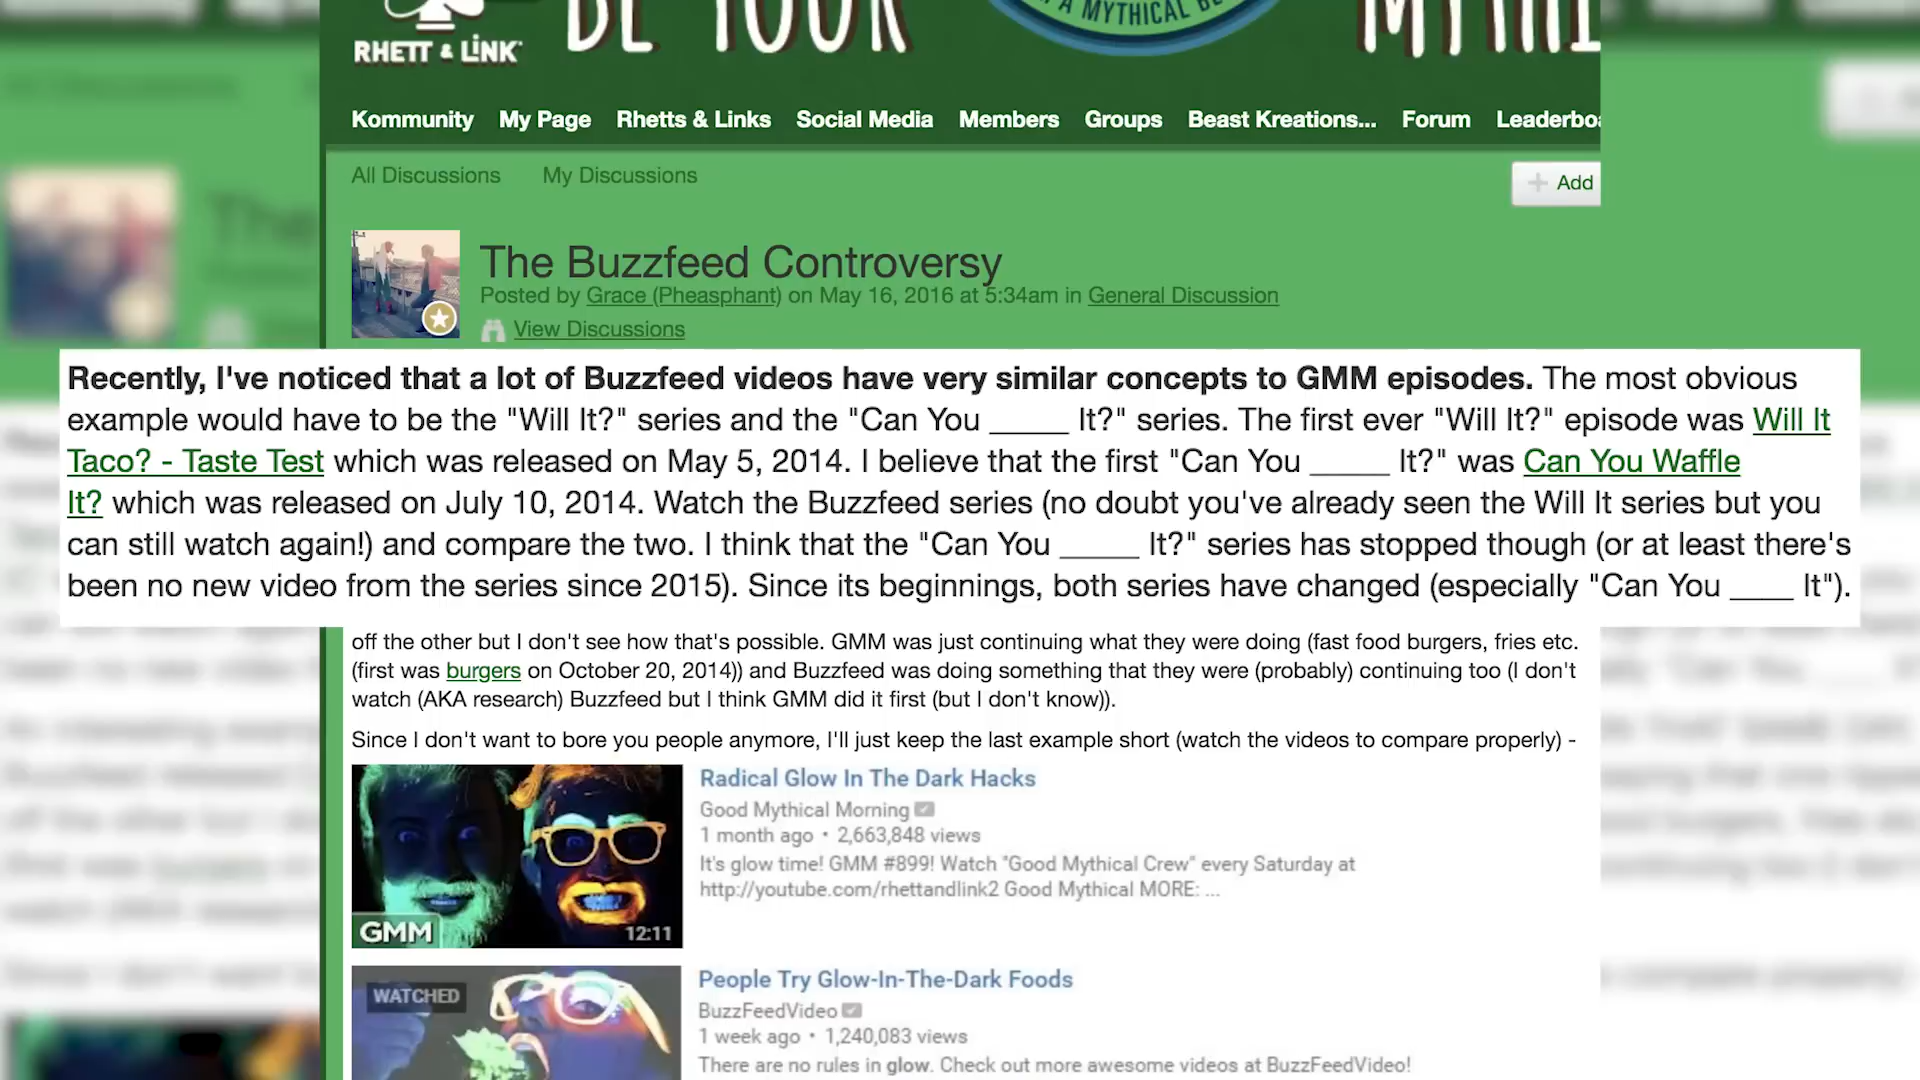 BE YOUR
A MYTHICAL BE
MYTHI
RHETT & LINK
Kommunity My Page Rhetts & Links Social Media Members Groups Beast Kreations... Forum Leaderboa
All Discussions My Discussions
+ Add
The Buzzfeed Controversy
Posted by Grace (Pheasphant) on May 16, 2016 at 5:34am in General Discussion
View Discussions
Recently, I've noticed that a lot of Buzzfeed videos have very similar concepts to GMM episodes. The most obvious
example would have to be the "Will It?" series and the "Can You _____ It?" series. The first ever "Will It?" episode was Will It
Taco? - Taste Test which was released on May 5, 2014. I believe that the first "Can You _____ It?" was Can You Waffle
It? which was released on July 10, 2014. Watch the Buzzfeed series (no doubt you've already seen the Will It series but you
can still watch again!) and compare the two. I think that the "Can You _____ It?" series has stopped though (or at least there's
been no new video from the series since 2015). Since its beginnings, both series have changed (especially "Can You ____ It").
off the other but I don't see how that's possible. GMM was just continuing what they were doing (fast food burgers, fries etc.
(first was burgers on October 20, 2014)) and Buzzfeed was doing something that they were (probably) continuing too (I don't
watch (AKA research) Buzzfeed but I think GMM did it first (but I don't know)).
Since I don't want to bore you people anymore, I'll just keep the last example short (watch the videos to compare properly) -
Radical Glow In The Dark Hacks
Good Mythical Morning
1 month ago • 2,663,848 views
It's glow time! GMM #899! Watch "Good Mythical Crew" every Saturday at
http://youtube.com/rhettandlink2 Good Mythical MORE: ...
GMM 12:11
WATCHED
People Try Glow-In-The-Dark Foods
BuzzFeedVideo
1 week ago • 1,240,083 views
There are no rules in glow. Check out more awesome videos at BuzzFeedVideo!